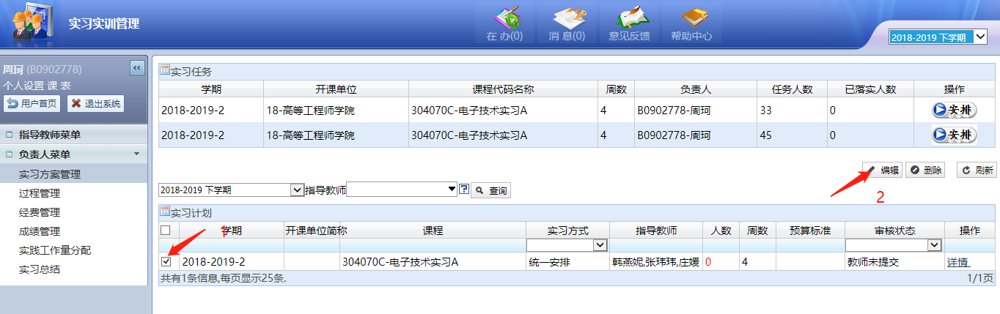 实习实训管理
在 办(0) 消 息(0) 意见反馈 帮助中心
2018-2019 下学期
周珂 (B0902778)
个人设置 课 表
用户首页 退出系统
指导教师菜单
负责人菜单
实习方案管理
过程管理
经费管理
成绩管理
实践工作量分配
实习总结
实习任务
学期 开课单位 课程代码名称 周数 负责人 任务人数 已落实人数 操作
2018-2019-2 18-高等工程师学院 304070C-电子技术实习A 4 B0902778-周珂 33 0 安排
2018-2019-2 18-高等工程师学院 304070C-电子技术实习A 4 B0902778-周珂 45 0 安排
编辑 删除 刷新
2
2018-2019 下学期 指导教师 ? 查询
实习计划
1
学期 开课单位简称 课程 实习方式 指导教师 人数 周数 预算标准 审核状态 操作
2018-2019-2 304070C-电子技术实习A 统一安排 韩燕妮,张玮玮,庄媛 0 4 教师未提交 详情
共有1条信息,每页显示25条. 1/1页